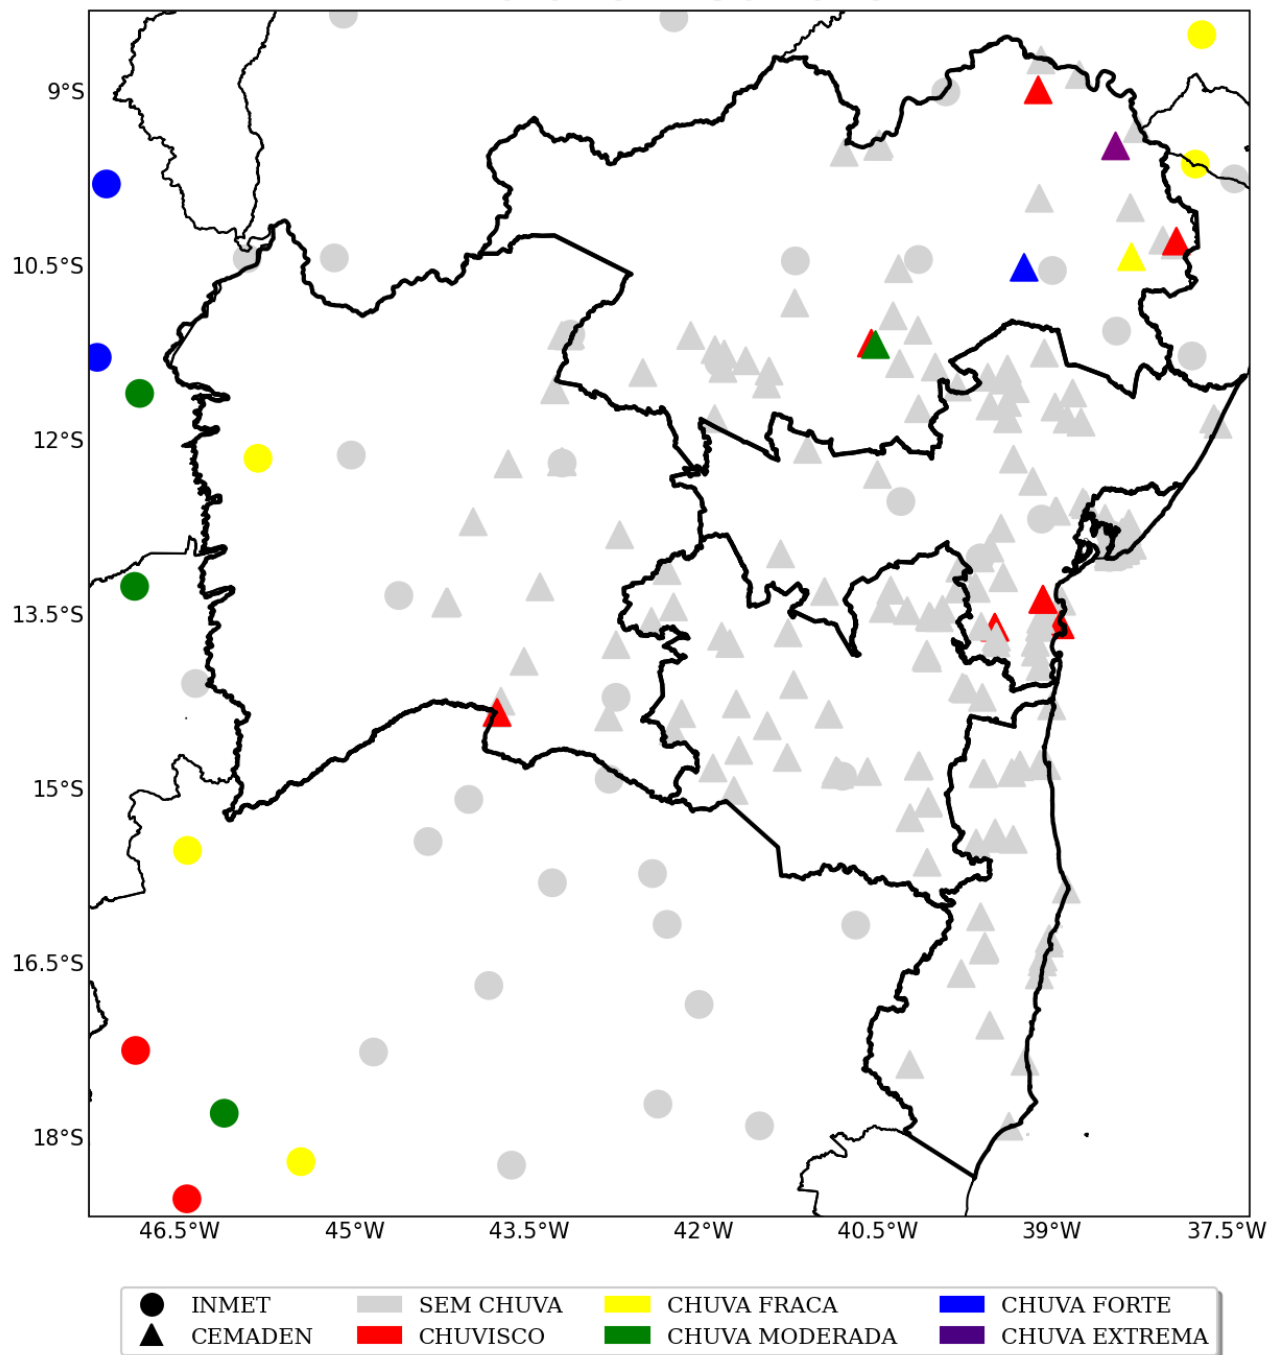 9°S
10.5°S
12°S
13.5°S
15°S
16.5°S
18°S
46.5°W 45°W 43.5°W 42°W 40.5°W 39°W 37.5°W
INMET SEM CHUVA CHUVA FRACA CHUVA FORTE
CEMADEN CHUVISCO CHUVA MODERADA CHUVA EXTREMA